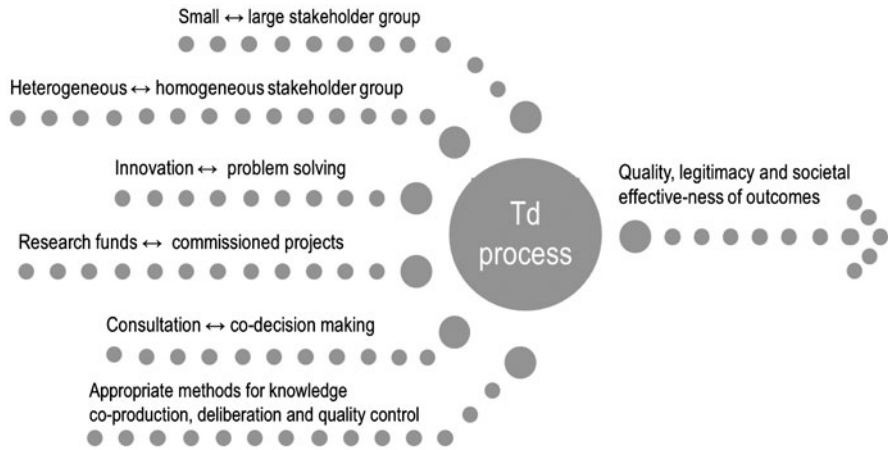 Small ↔ large stakeholder group
Heterogeneous ↔ homogeneous stakeholder group
Innovation ↔ problem solving
Research funds ↔ commissioned projects
Consultation ↔ co-decision making
Appropriate methods for knowledge
co-production, deliberation and quality control
Td
process
Quality, legitimacy and societal
effective-ness of outcomes